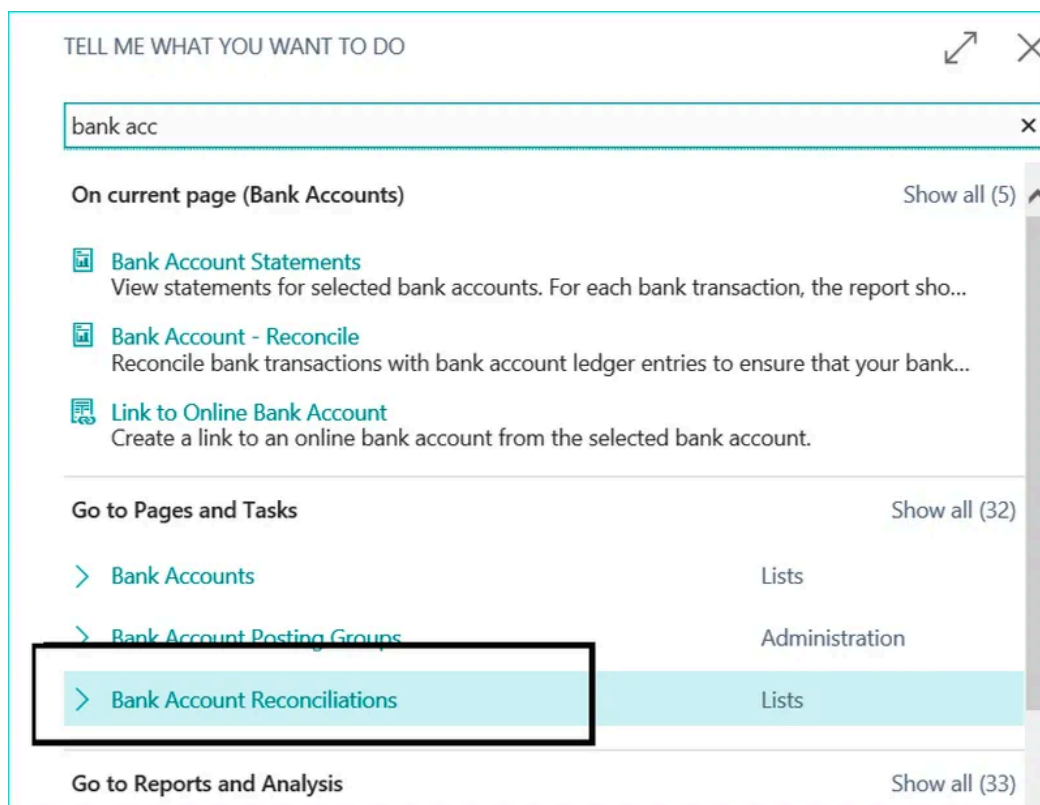 TELL ME WHAT YOU WANT TO DO
bank acc
On current page (Bank Accounts) Show all (5)
Bank Account Statements
View statements for selected bank accounts. For each bank transaction, the report sho...
Bank Account - Reconcile
Reconcile bank transactions with bank account ledger entries to ensure that your bank...
Link to Online Bank Account
Create a link to an online bank account from the selected bank account.
Go to Pages and Tasks Show all (32)
Bank Accounts Lists
Bank Account Posting Groups Administration
Bank Account Reconciliations Lists
Go to Reports and Analysis Show all (33)